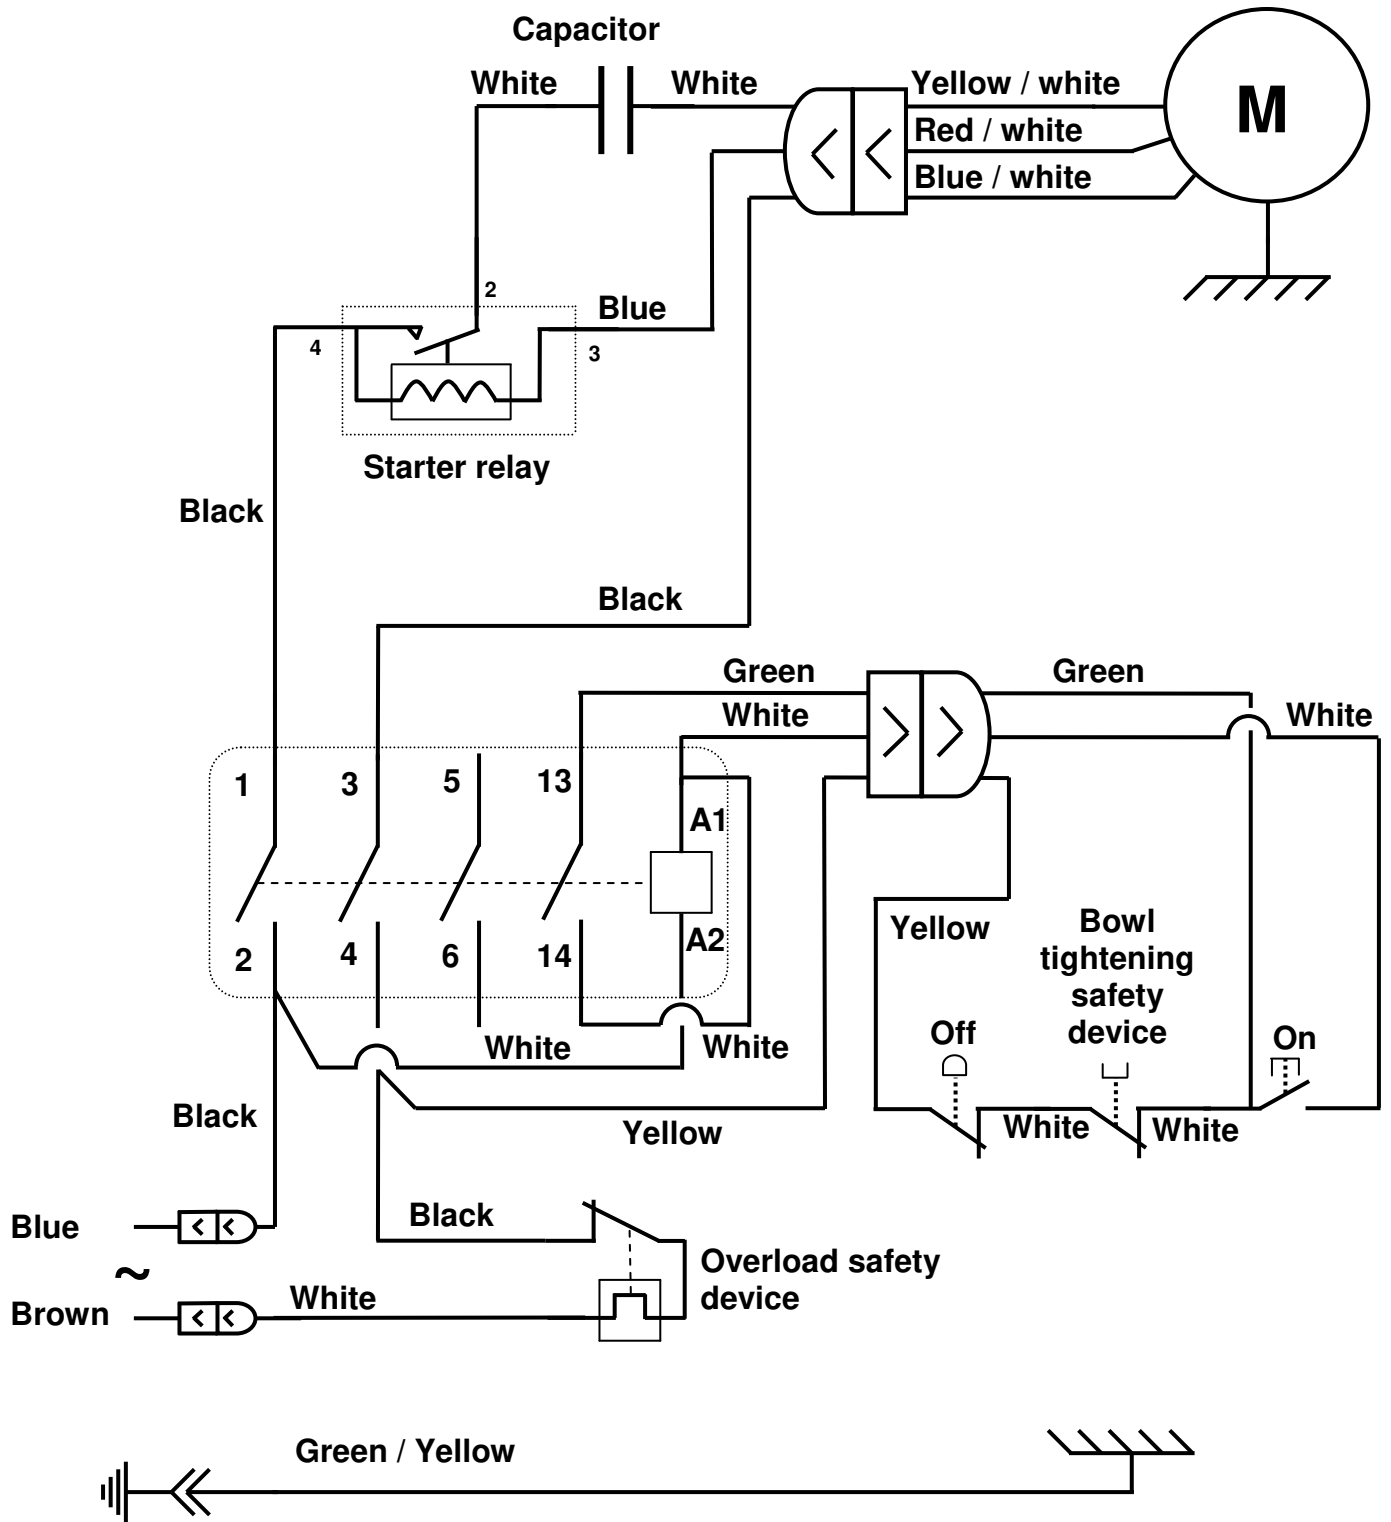 Capacitor
White
White
Yellow / white
Red / white
Blue / white
M
2
Blue
4
3
Starter relay
Black
Black
Green
Green
White
White
1
3
5
13
A1
2
4
6
14
A2
Yellow
Bowl
tightening
safety
device
Off
On
White
White
Black
Yellow
White
White
Blue
Black
Overload safety
device
~
Brown
White
Green / Yellow